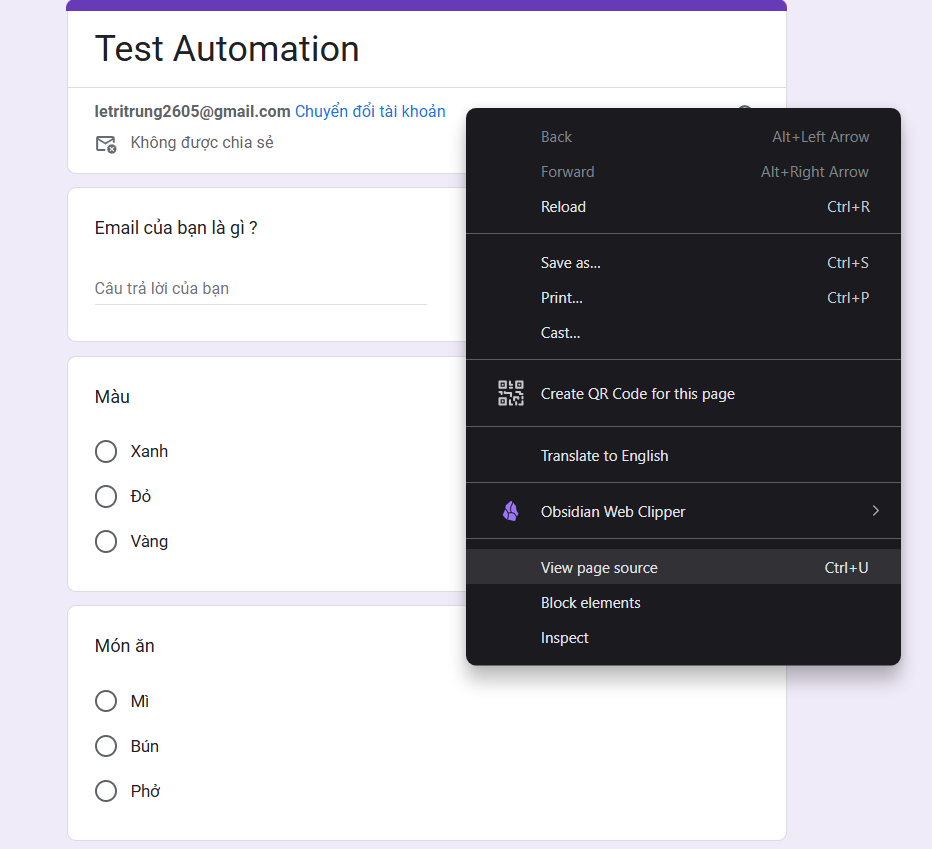 Test Automation
letritrung2605@gmail.com Chuyển đổi tài khoản
Không được chia sẻ
Email của bạn là gì ?
Câu trả lời của bạn
Màu
Xanh
Đỏ
Vàng
Món ăn
Mì
Bún
Phở
Back Alt+Left Arrow
Forward Alt+Right Arrow
Reload Ctrl+R
Save as... Ctrl+S
Print... Ctrl+P
Cast...
Create QR Code for this page
Translate to English
Obsidian Web Clipper
View page source Ctrl+U
Block elements
Inspect